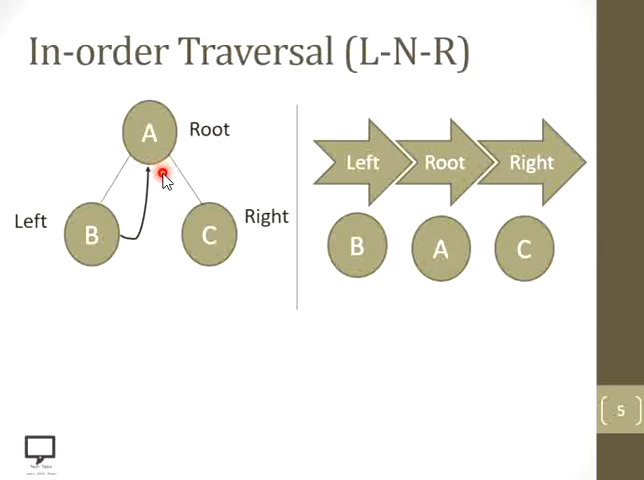 In-order Traversal (L-N-R)
A
Root
Left
B
C
Right
Left
Root
Right
B
A
C
5